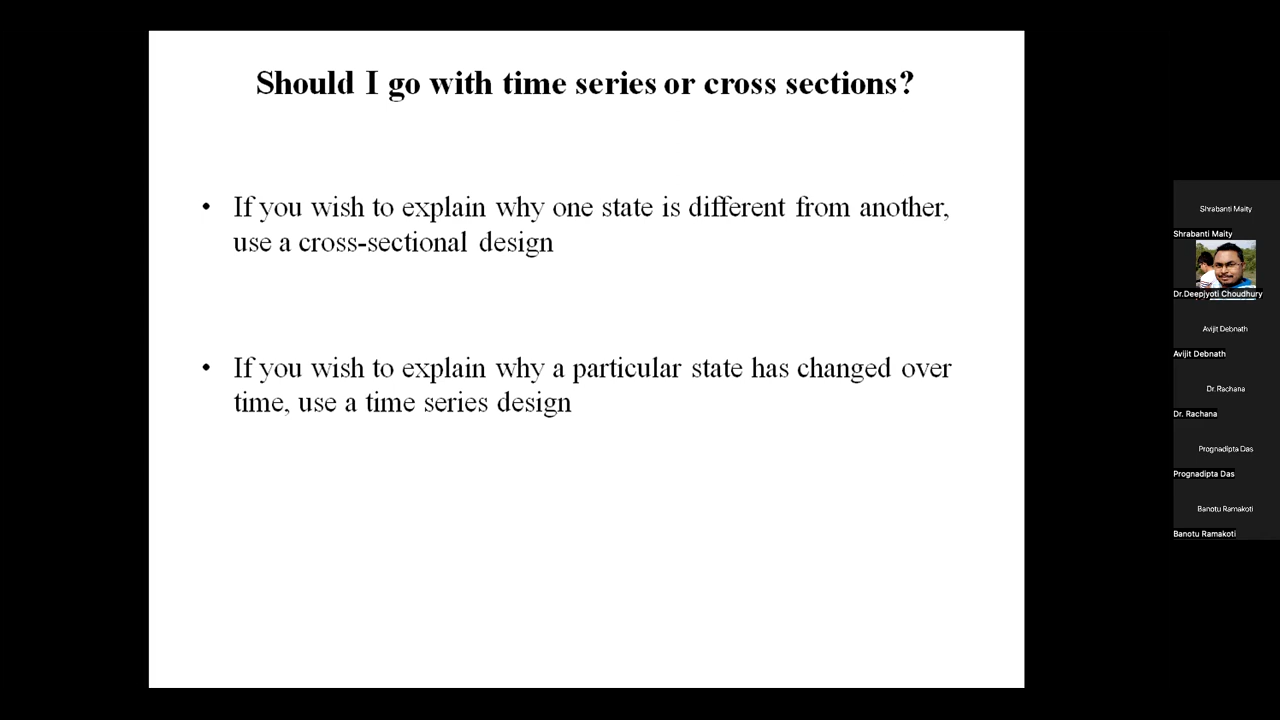 Should I go with time series or cross sections?
• If you wish to explain why one state is different from another,
use a cross-sectional design
• If you wish to explain why a particular state has changed over
time, use a time series design
Shrabanti Maity
Shrabanti Maity
Dr.Deepjyoti Choudhury
Avijit Debnath
Avijit Debnath
Dr. Rachana
Dr. Rachana
Prognadipta Das
Prognadipta Das
Banotu Ramakoti
Banotu Ramakoti